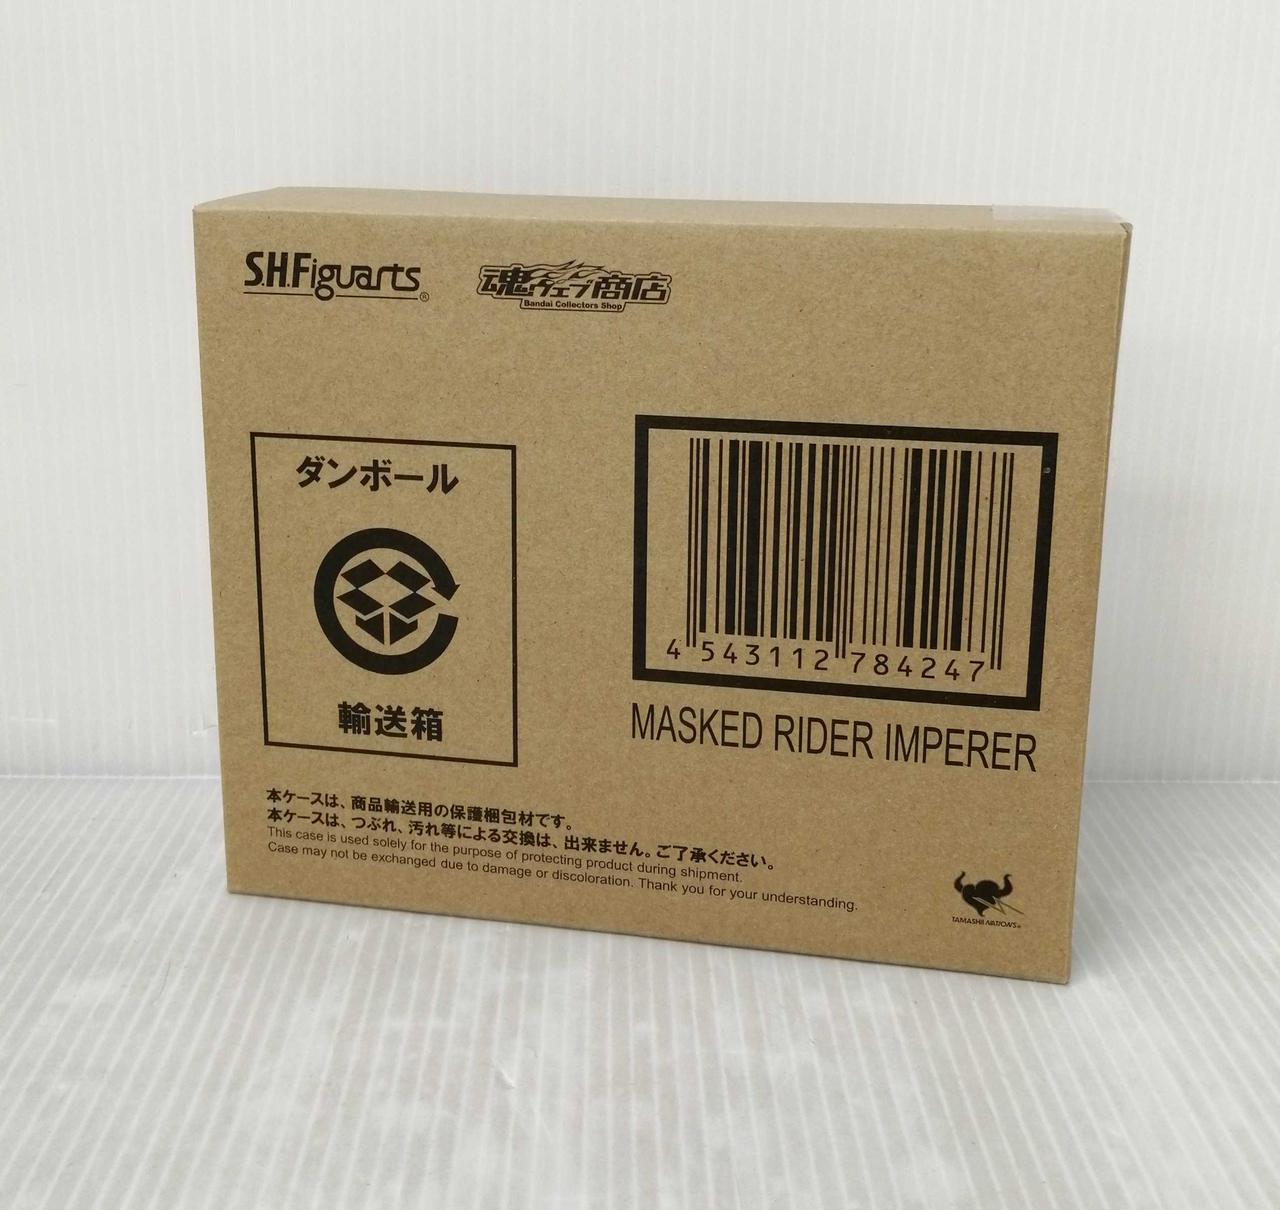 S.H.Figuarts®
魂ウェブ商店
Bandai Collectors Shop
ダンボール
輸送箱
4 543112 784247
MASKED RIDER IMPERER
本ケースは、商品輸送用の保護梱包材です。
本ケースは、つぶれ、汚れ等による交換は、出来ません。ご了承ください。
This case is used solely for the purpose of protecting product during shipment.
Case may not be exchanged due to damage or discoloration. Thank you for your understanding.
TAMASHII NATIONS®